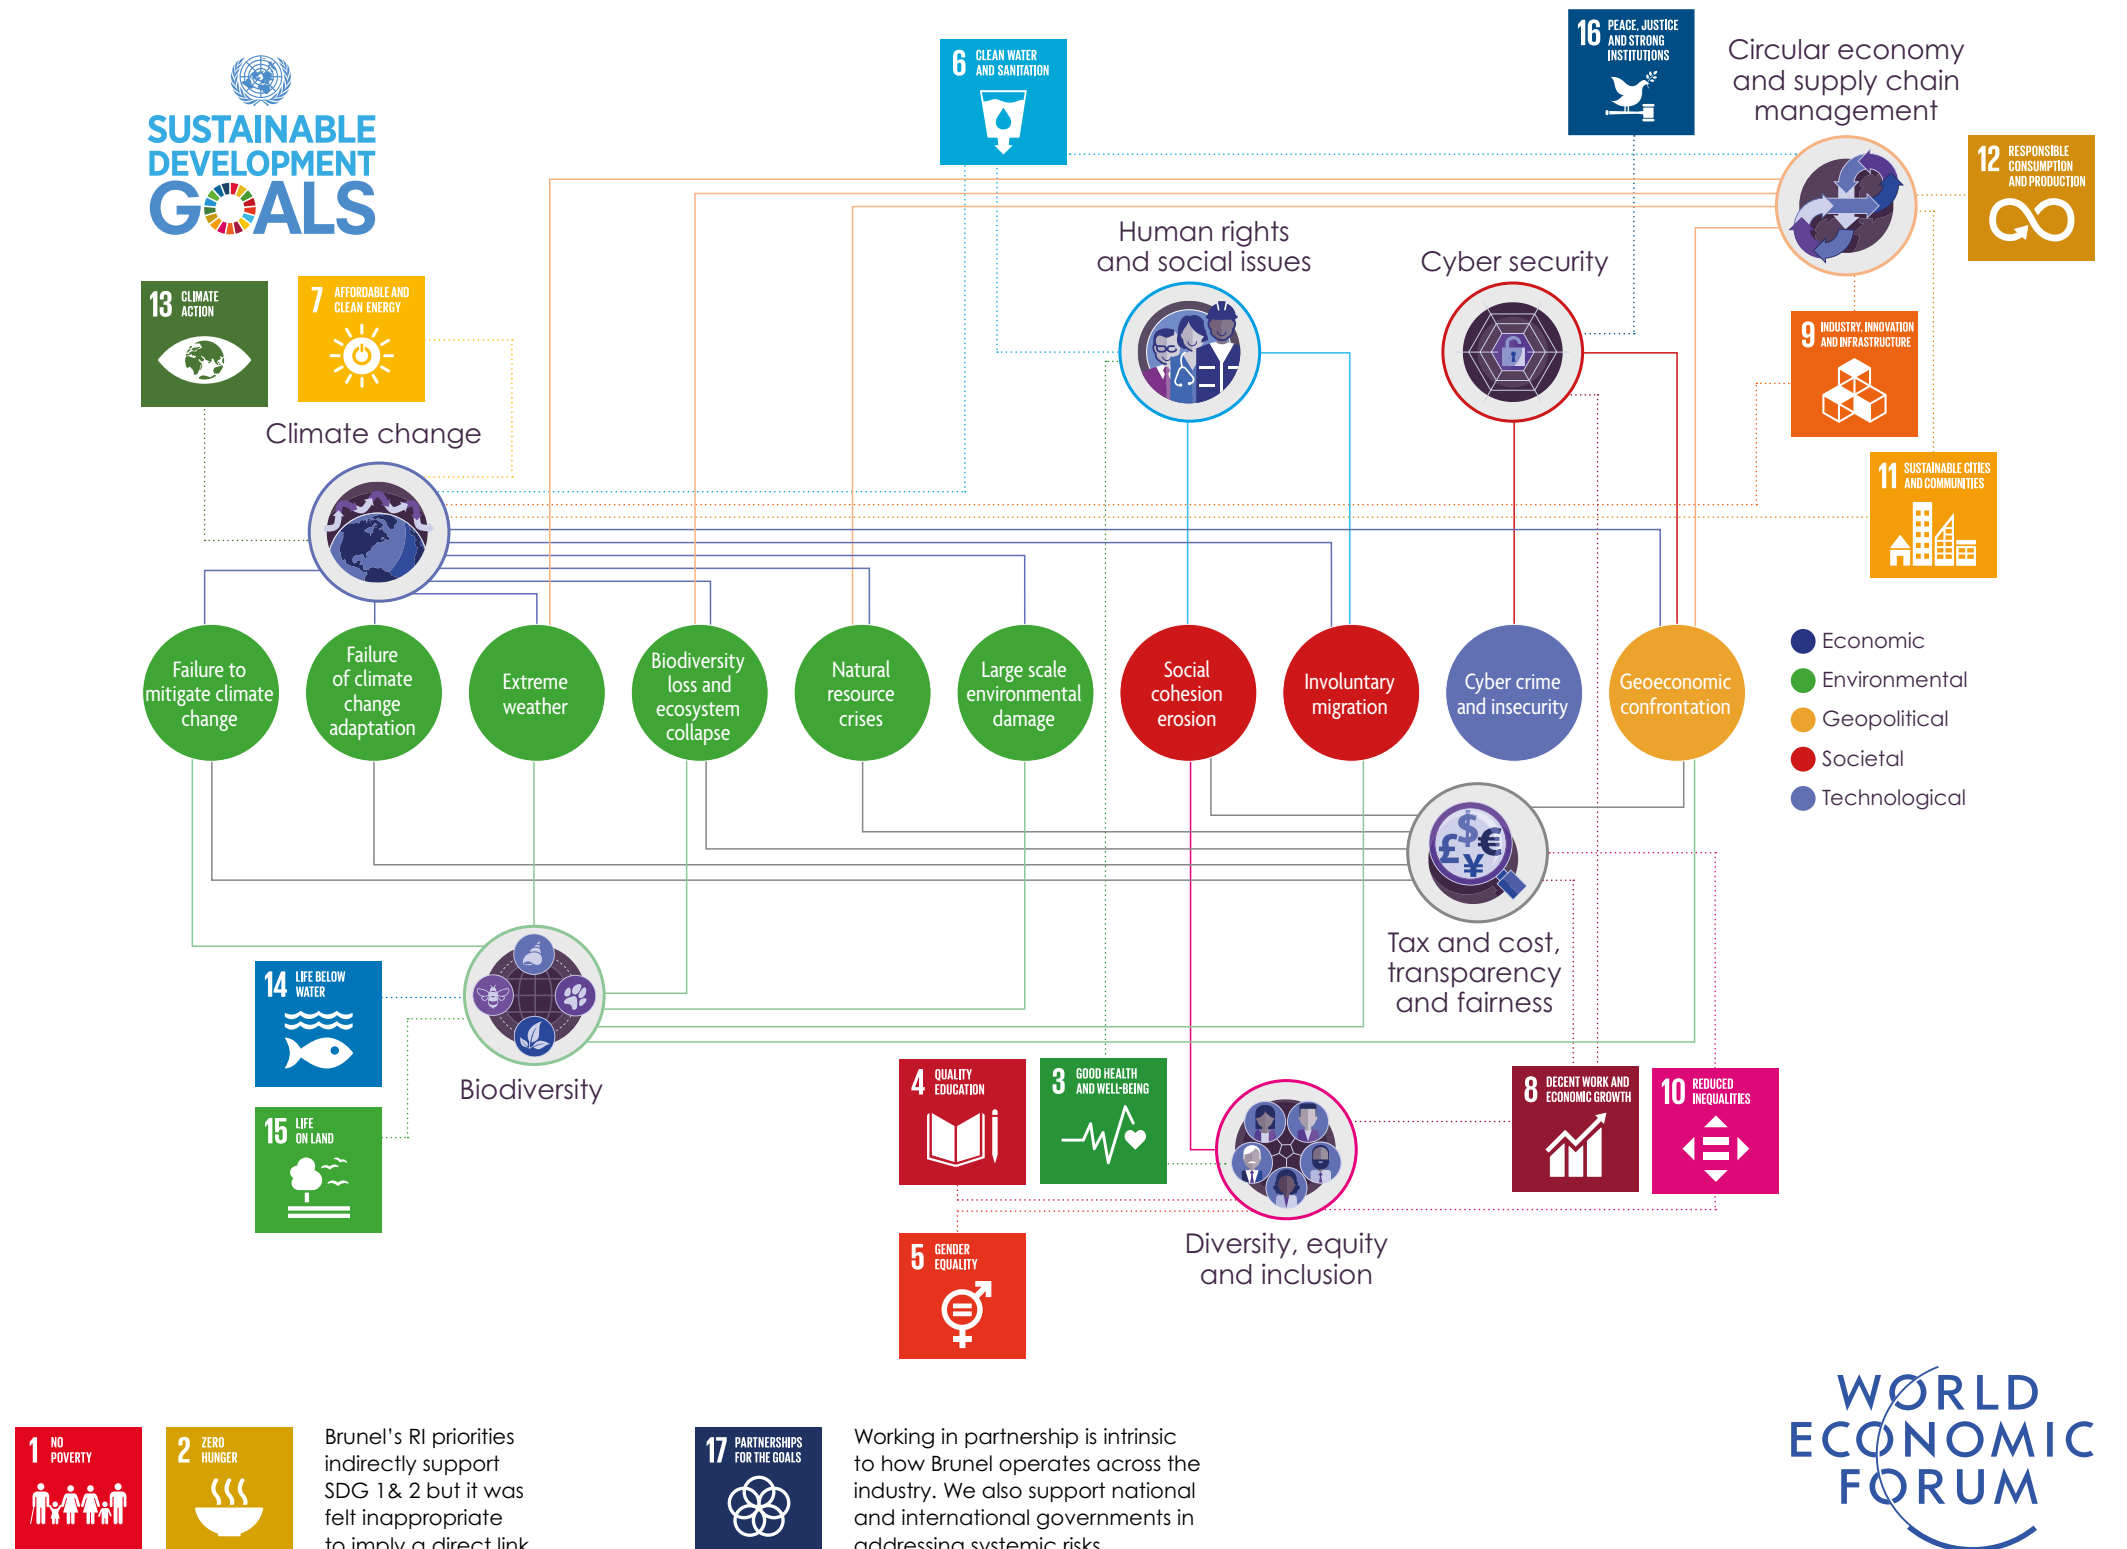 SUSTAINABLE
DEVELOPMENT
GOALS
6 CLEAN WATER
AND SANITATION
16 PEACE, JUSTICE
AND STRONG
INSTITUTIONS
Circular economy
and supply chain
management
12 RESPONSIBLE
CONSUMPTION
AND PRODUCTION
Human rights
and social issues
Cyber security
13 CLIMATE
ACTION
7 AFFORDABLE AND
CLEAN ENERGY
9 INDUSTRY, INNOVATION
AND INFRASTRUCTURE
Climate change
11 SUSTAINABLE CITIES
AND COMMUNITIES
Failure to
mitigate climate
change
Failure
of climate
change
adaptation
Extreme
weather
Biodiversity
loss and
ecosystem
collapse
Natural
resource
crises
Large scale
environmental
damage
Social
cohesion
erosion
Involuntary
migration
Cyber crime
and insecurity
Geoeconomic
confrontation
Economic
Environmental
Geopolitical
Societal
Technological
$
£ €
¥
Tax and cost,
transparency
and fairness
14 LIFE BELOW
WATER
Biodiversity
15 LIFE
ON LAND
4 QUALITY
EDUCATION
3 GOOD HEALTH
AND WELL-BEING
8 DECENT WORK AND
ECONOMIC GROWTH
10 REDUCED
INEQUALITIES
Diversity, equity
and inclusion
5 GENDER
EQUALITY
1 NO
POVERTY
2 ZERO
HUNGER
Brunel's RI priorities
indirectly support
SDG 1& 2 but it was
felt inappropriate
to imply a direct link
17 PARTNERSHIPS
FOR THE GOALS
Working in partnership is intrinsic
to how Brunel operates across the
industry. We also support national
and international governments in
addressing systemic risks
WORLD
ECONOMIC
FORUM